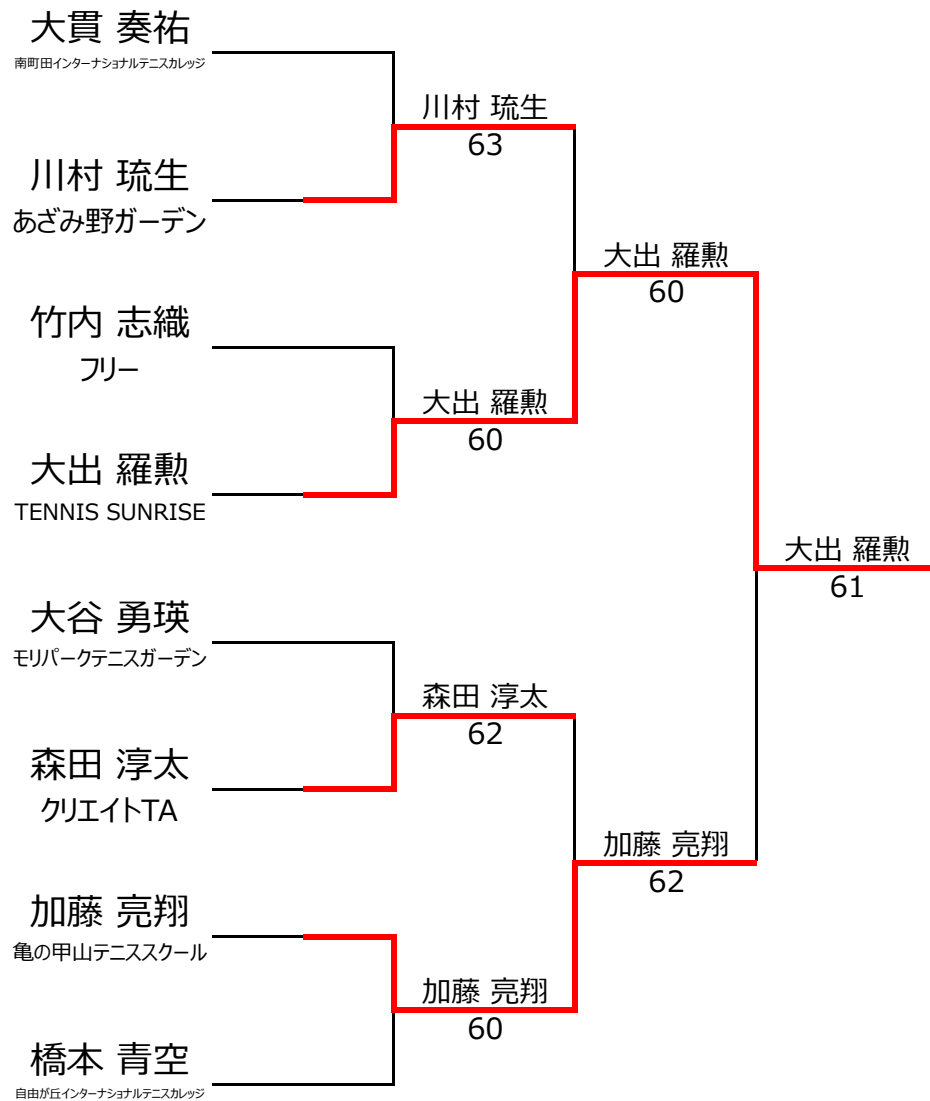 大貫 奏祐
南町田インターナショナルテニスカレッジ
川村 琉生
63
川村 琉生
あざみ野ガーデン
大出 羅勲
60
竹内 志織
フリー
大出 羅勲
60
大出 羅勲
TENNIS SUNRISE
大出 羅勲
61
大谷 勇瑛
モリパークテニスガーデン
森田 淳太
62
森田 淳太
クリエイトTA
加藤 亮翔
62
加藤 亮翔
亀の甲山テニススクール
加藤 亮翔
60
橋本 青空
自由が丘インターナショナルテニスカレッジ